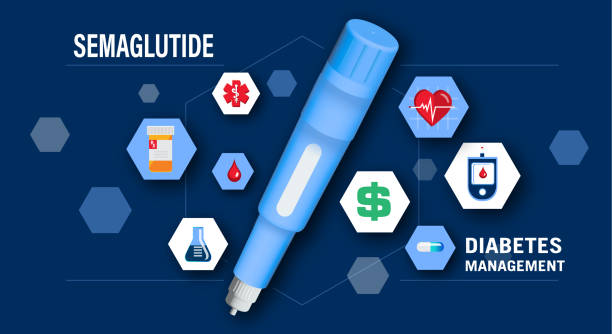 SEMAGLUTIDE
$
DIABETES
MANAGEMENT